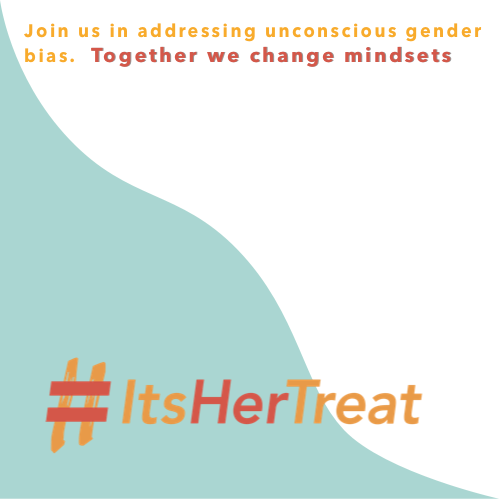 Join us in addressing unconscious gender
bias. Together we change mindsets
#ItsHerTreat